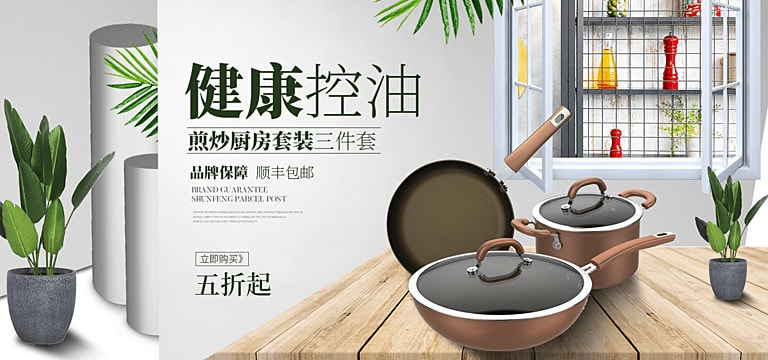 健康控油
煎炒厨房套装三件套
品牌保障 顺丰包邮
BRAND GUARANTEE
SHUNFENG PARCEL POST
立即购买》
五折起